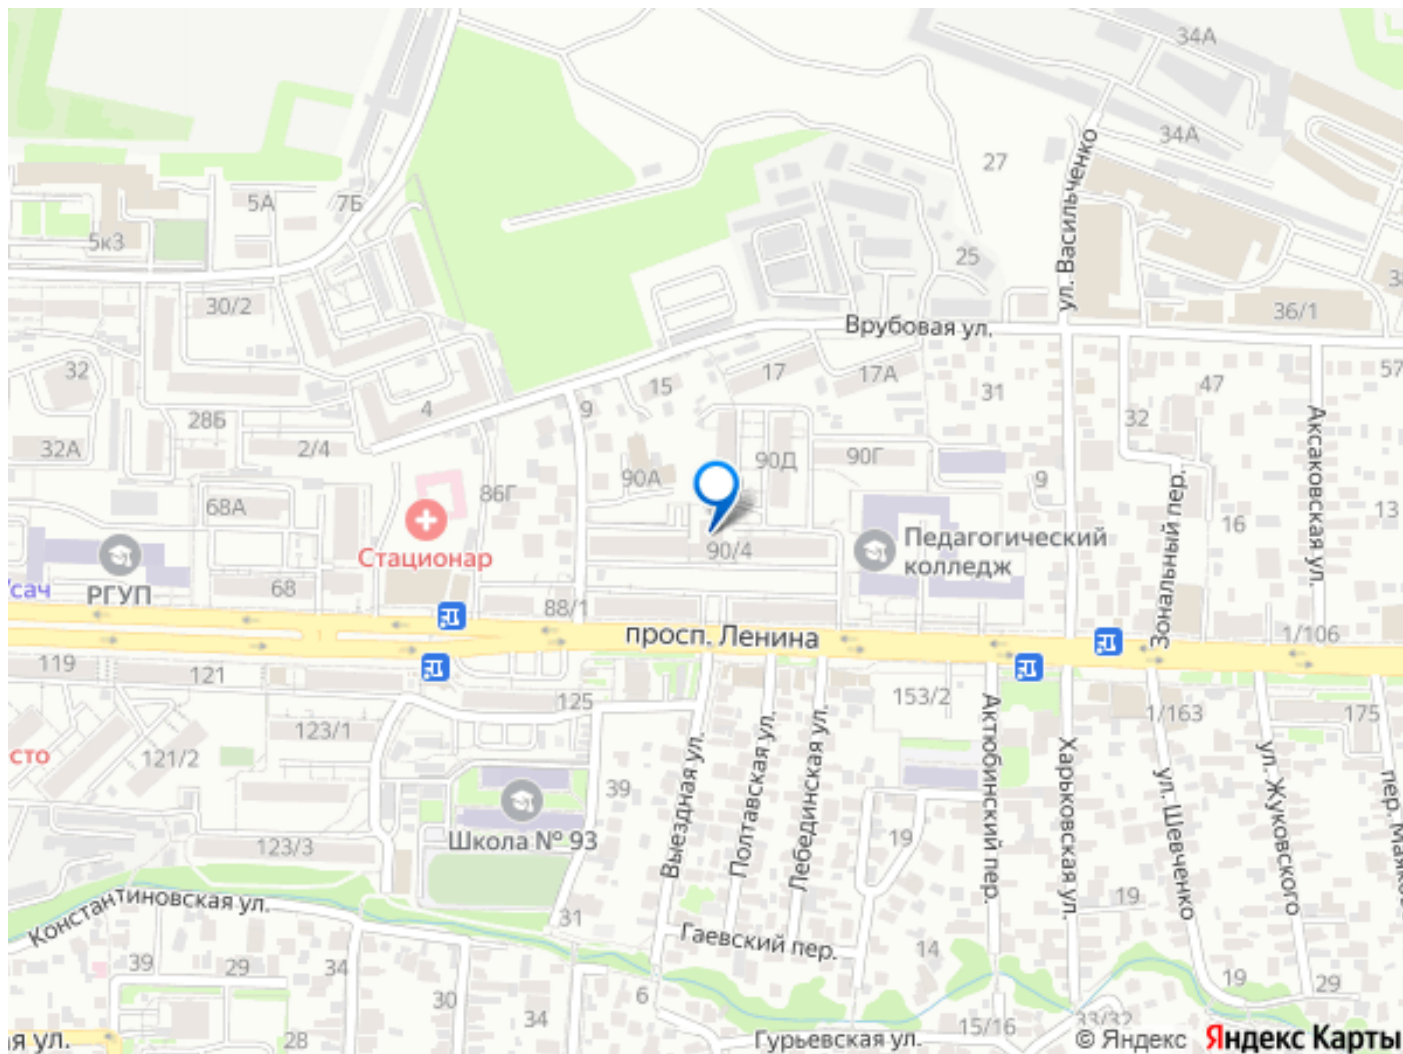 34А
34А
27
ул. Васильченко
5А
7Б
5к3
25
30/2
36/1
Врубовая ул.
32
15
17
17А
31
47
57
4
9
28Б
32
Аксаковская ул.
32А
2/4
90А
90Д
90Г
9
86Г
Зональный пер.
68А
16
13
Стационар
90/4
Педагогический
колледж
РГУП
68
88/1
просп. Ленина
1/106
119
121
125
153/2
1/163
175
123/1
121/2
Выездная ул.
Полтавская ул.
Лебединская ул.
Актюбинский пер.
Харьковская ул.
ул. Шевченко
ул. Жуковского
39
Школа № 93
123/3
19
19
Константиновская ул.
31
Гаевский пер.
14
39
29
34
30
6
34
19
29
28
Гурьевская ул.
15/16
33/32
© Яндекс Яндекс Карты